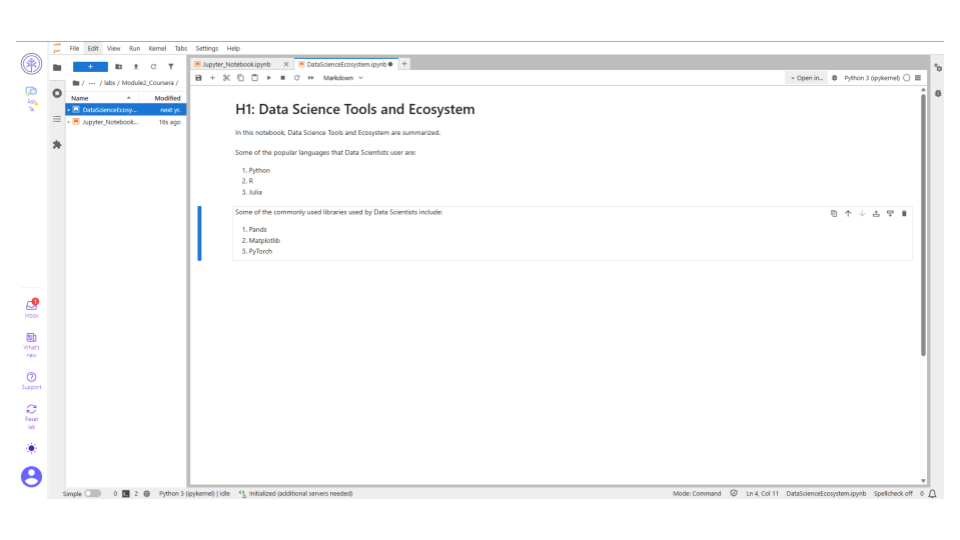 File Edit View Run Kernel Tabs Settings Help
Jupyter_Notebook.ipynb X DataScienceEcosystem.ipynb +
Markdown Open in... Python 3 (ipykernel)
/ ··· / labs / Module2_Coursera /
Name Modified
DataScienceEcosy... next yr.
Jupyter_Notebook... 16s ago
H1: Data Science Tools and Ecosystem
In this notebook, Data Science Tools and Ecosystem are summarized.
Some of the popular languages that Data Scientists user are:
1. Python
2. R
3. Julia
Some of the commonly used libraries used by Data Scientists include:
1. Pands
2. Matplotlib
3. PyTorch
1
Inbox
What's
new
Support
Reset
lab
Simple 0 2 Python 3 (ipykernel) | Idle Initialized (additional servers needed) Mode: Command Ln 4, Col 11 DataScienceEcosystem.ipynb Spellcheck off 0